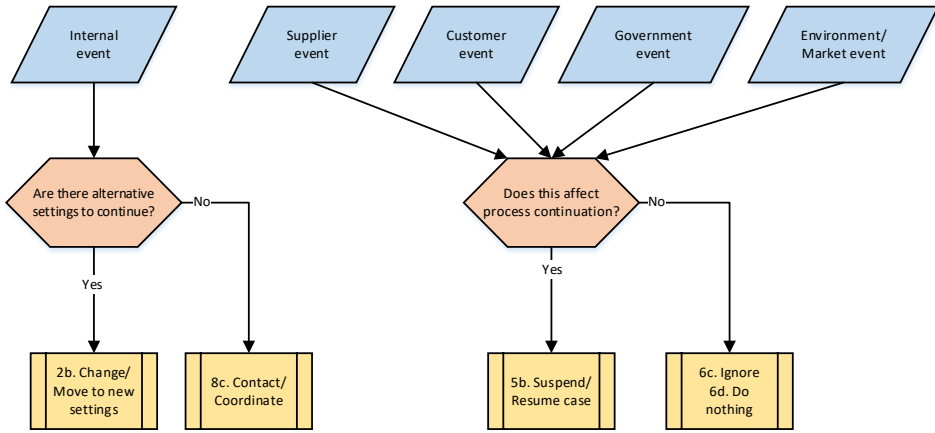 Internal
event
Supplier
event
Customer
event
Government
event
Environment/
Market event
Are there alternative
settings to continue?
No
Does this affect
process continuation?
No
Yes
Yes
2b. Change/
Move to new
settings
8c. Contact/
Coordinate
5b. Suspend/
Resume case
6c. Ignore
6d. Do
nothing